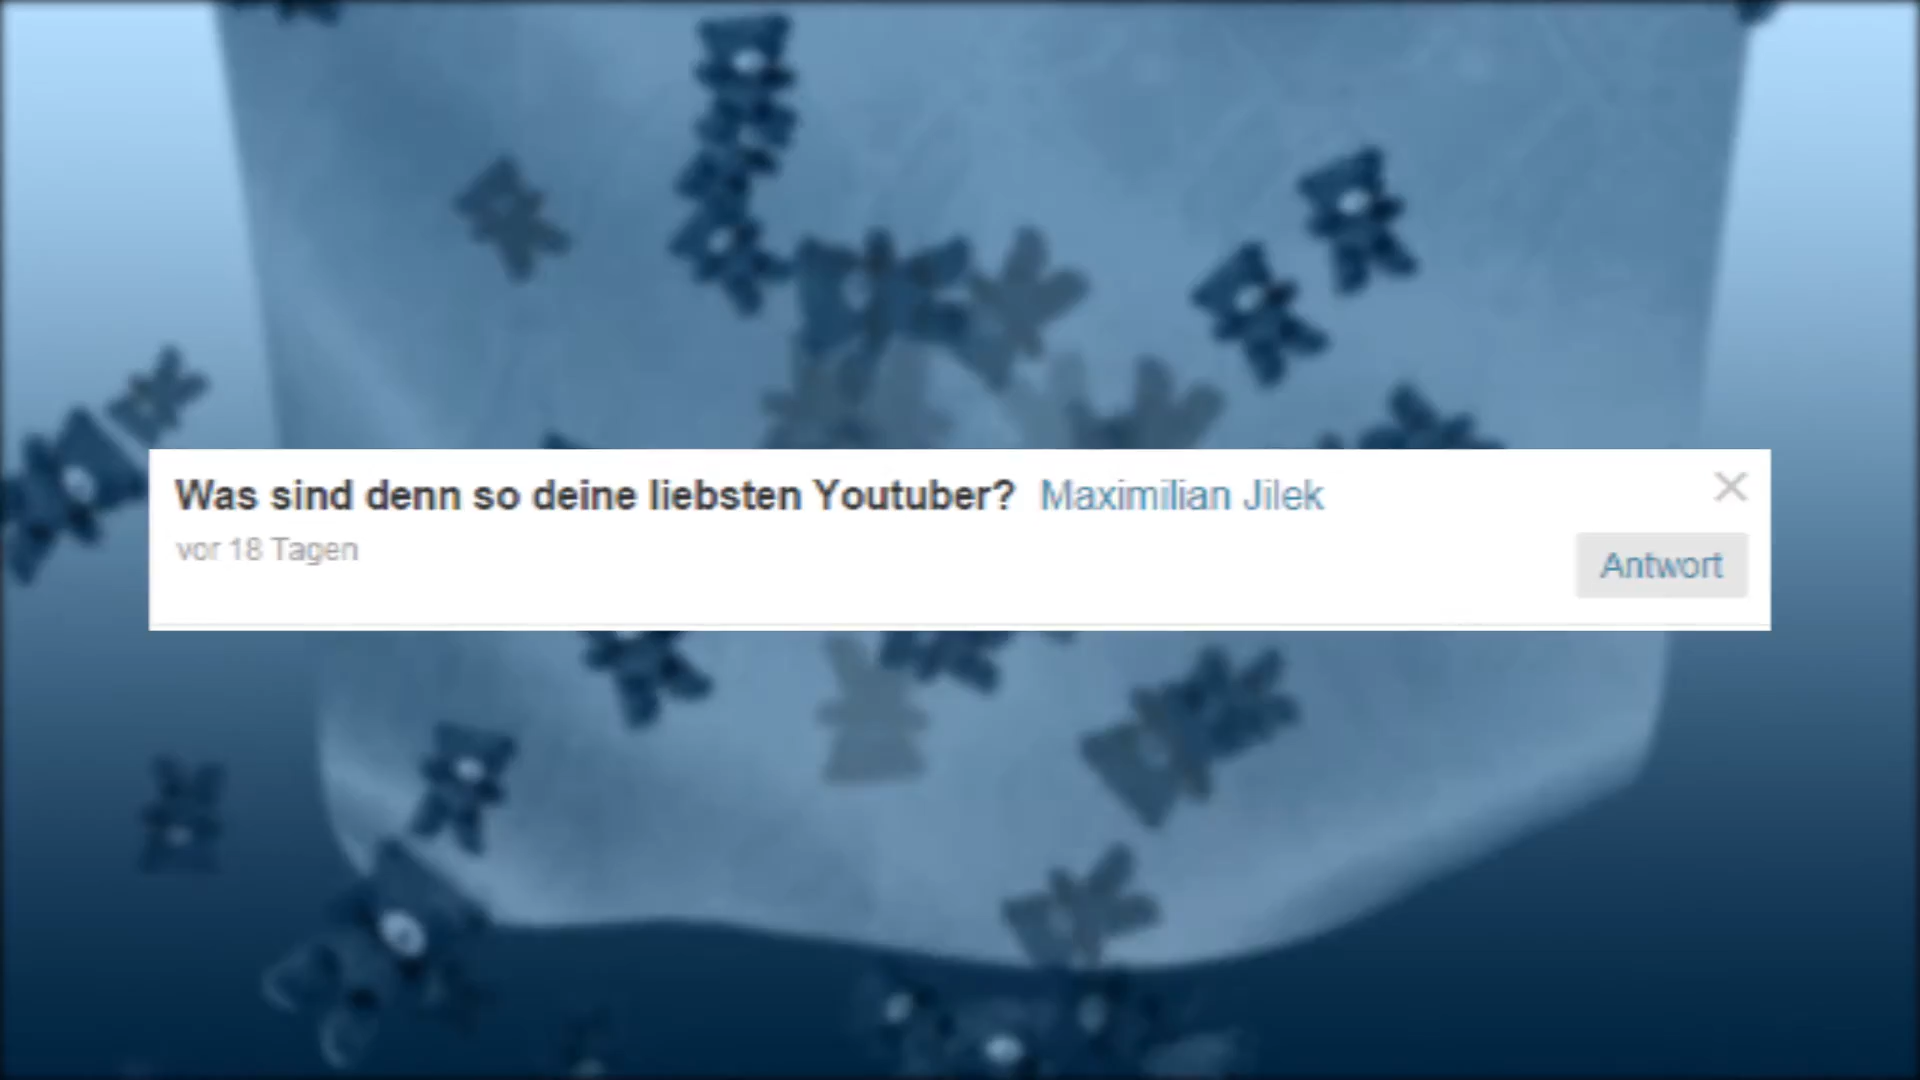 Was sind denn so deine liebsten Youtuber? Maximilian Jilek
vor 18 Tagen
Antwort